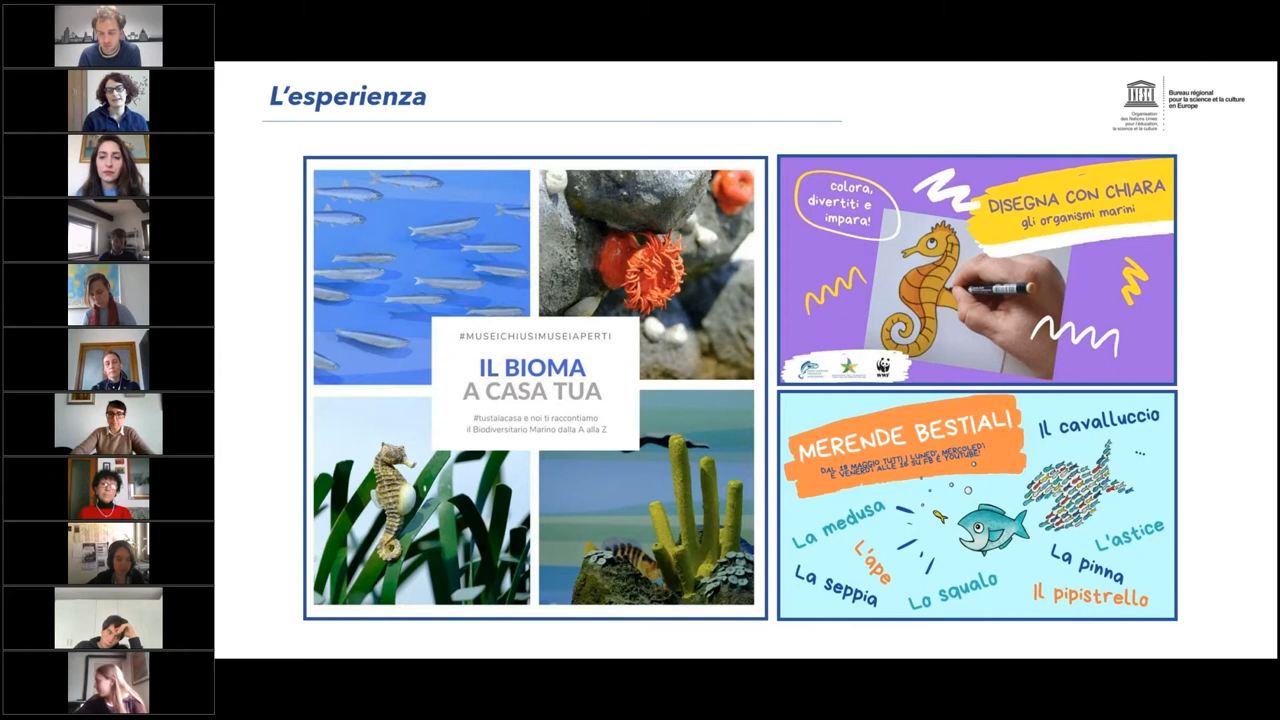 L'esperienza
UNESCO
Organisation
des Nations Unies
pour l'éducation,
la science et la culture
Bureau régional
pour la science et la culture
en Europe
#MUSEICHIUSIMUSEIAPERTI
IL BIOMA
A CASA TUA
#tustaiacasa e noi ti raccontiamo
il Biodiversitario Marino dalla A alla Z
colora,
divertiti e
impara!
DISEGNA CON CHIARA
gli organismi marini
WWF
MERENDE BESTIALI
DAL 18 MAGGIO TUTTI I LUNEDÌ, MERCOLEDÌ
E VENERDÌ ALLE 16 SU FB E YOUTUBE!
Il cavalluccio
...
La medusa
L'ape
La seppia
Lo squalo
L'astice
La pinna
Il pipistrello